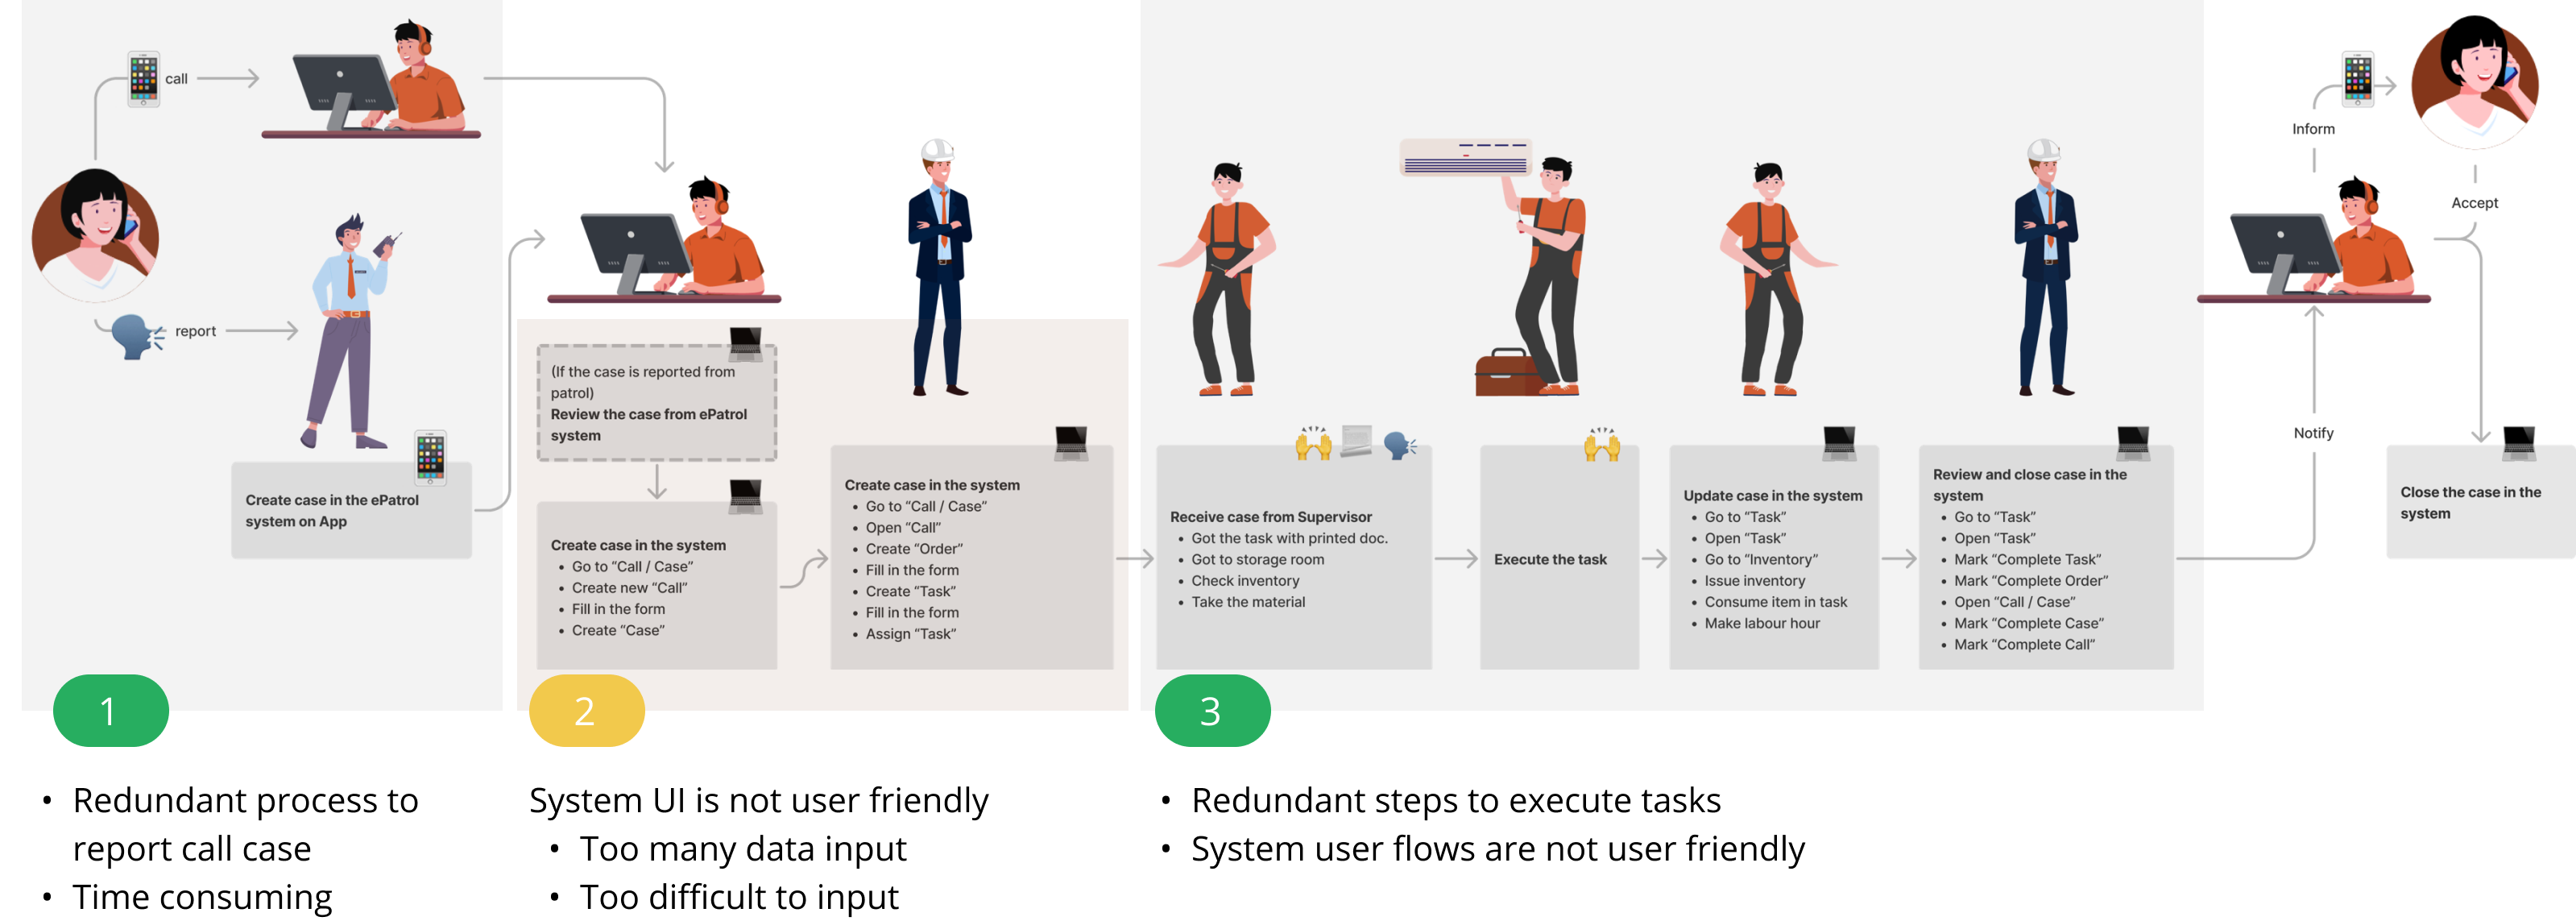 call
report
Create case in the ePatrol
system on App
(If the case is reported from
patrol)
Review the case from ePatrol
system
Create case in the system
• Go to “Call / Case”
• Create new “Call”
• Fill in the form
• Create “Case”
Create case in the system
• Go to “Call / Case”
• Open “Call”
• Create “Order”
• Fill in the form
• Create “Task”
• Fill in the form
• Assign “Task”
Receive case from Supervisor
• Got the task with printed doc.
• Got to storage room
• Check inventory
• Take the material
Execute the task
Update case in the system
• Go to “Task”
• Open “Task”
• Go to “Inventory”
• Issue inventory
• Consume item in task
• Make labour hour
Review and close case in the
system
• Go to “Task”
• Open “Task”
• Mark “Complete Task”
• Mark “Complete Order”
• Open “Call / Case”
• Mark “Complete Case”
• Mark “Complete Call”
Notify
Inform
Accept
Close the case in the
system
1
• Redundant process to
report call case
• Time consuming
2
System UI is not user friendly
• Too many data input
• Too difficult to input
3
• Redundant steps to execute tasks
• System user flows are not user friendly